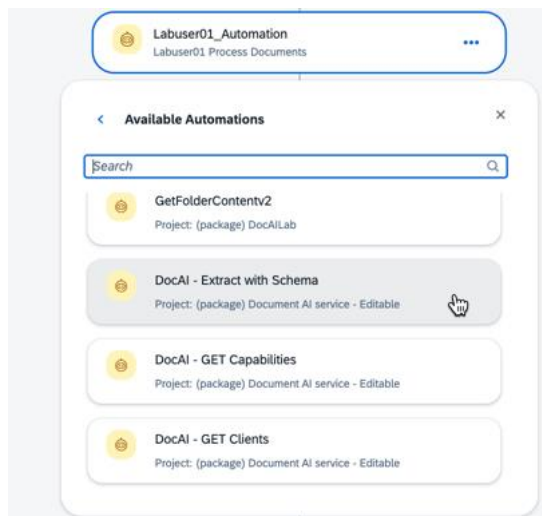 Labuser01_Automation
Labuser01 Process Documents
Available Automations
Search
GetFolderContentv2
Project: (package) DocAILab
DocAI - Extract with Schema
Project: (package) Document AI service - Editable
DocAI - GET Capabilities
Project: (package) Document AI service - Editable
DocAI - GET Clients
Project: (package) Document AI service - Editable